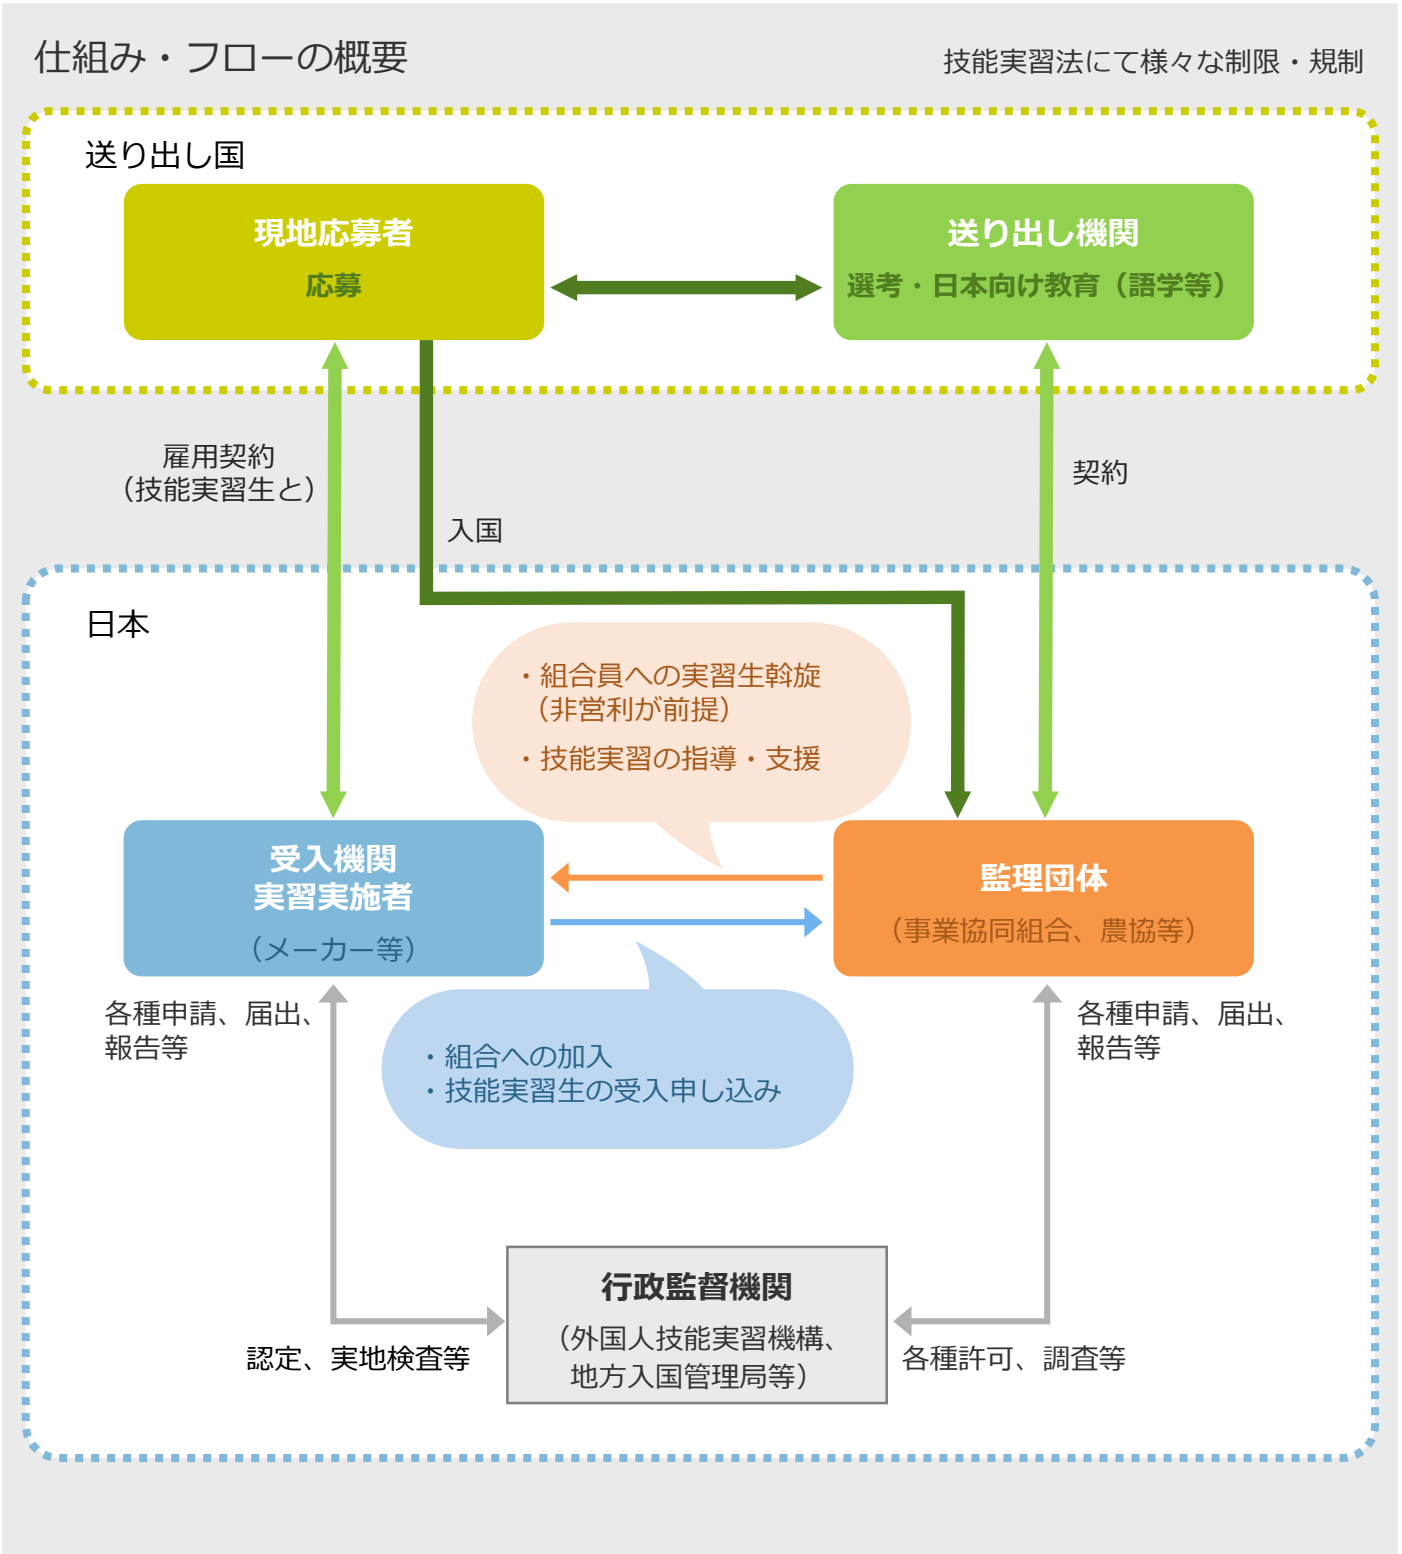 仕組み・フローの概要
技能実習法にて様々な制限・規制
送り出し国
現地応募者
応募
送り出し機関
選考・日本向け教育（語学等）
雇用契約
（技能実習生と）
契約
入国
日本
・組合員への実習生斡旋
（非営利が前提）
・技能実習の指導・支援
受入機関
実習実施者
（メーカー等）
監理団体
（事業協同組合、農協等）
各種申請、届出、
報告等
各種申請、届出、
報告等
・組合への加入
・技能実習生の受入申し込み
行政監督機関
（外国人技能実習機構、
地方入国管理局等）
認定、実地検査等
各種許可、調査等